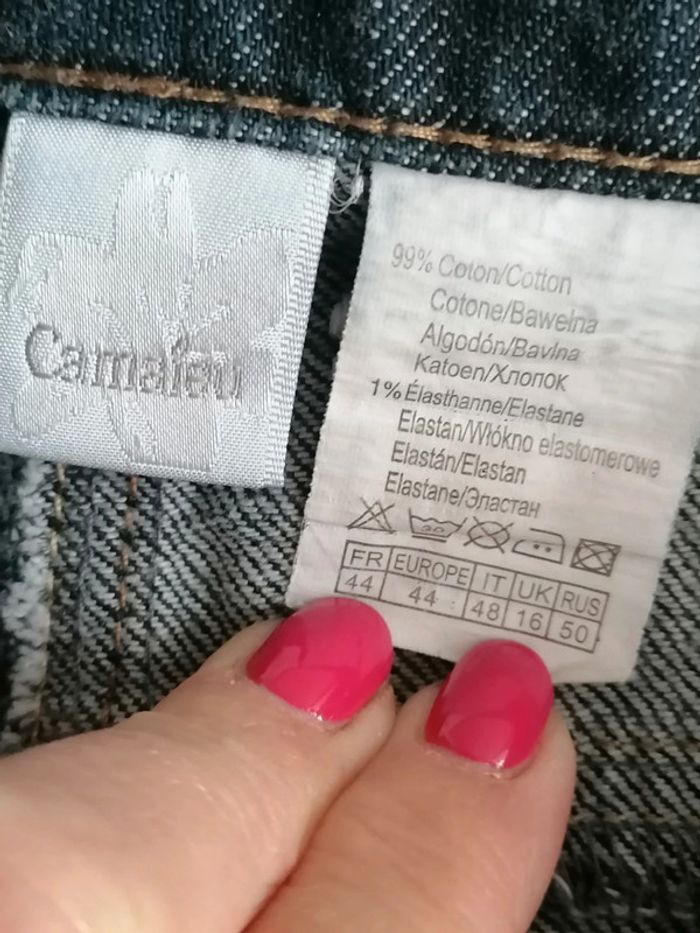 Camaïeu
99% Coton/Cotton
Cotone/Bawełna
Algodón/Bavlna
Katoen/Хлопок
1% Élasthanne/Elastane
Elastan/Włókno elastomerowe
Elastán/Elastan
Elastane/Эластан
30
FR EUROPE IT UK RUS
44 44 48 16 50